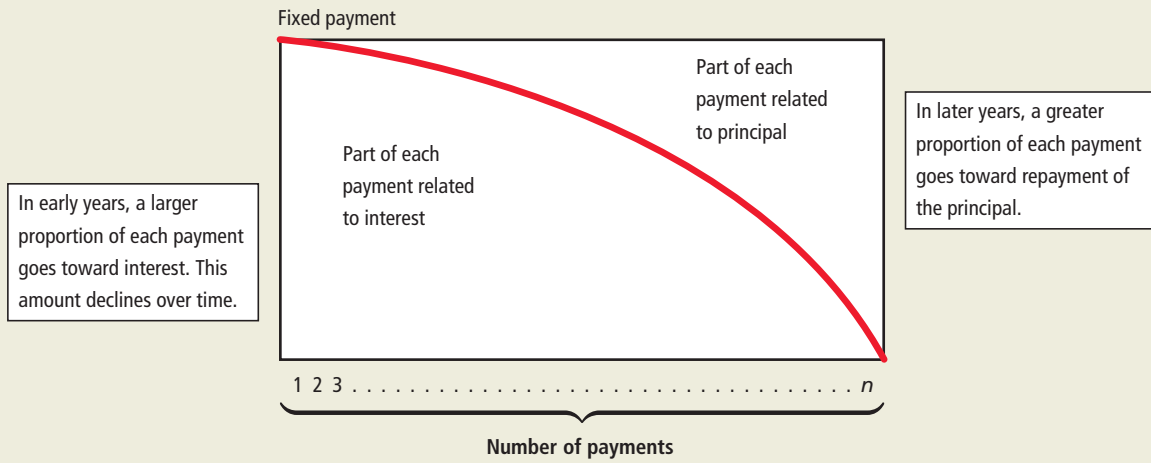 Fixed payment
Part of each
payment related
to principal
In later years, a greater
proportion of each payment
goes toward repayment of
the principal.
Part of each
payment related
to interest
In early years, a larger
proportion of each payment
goes toward interest. This
amount declines over time.
1 2 3 . . . . . . . . . . . . . . . . . . . . . . . . . . . . . . . . . . . n
Number of payments